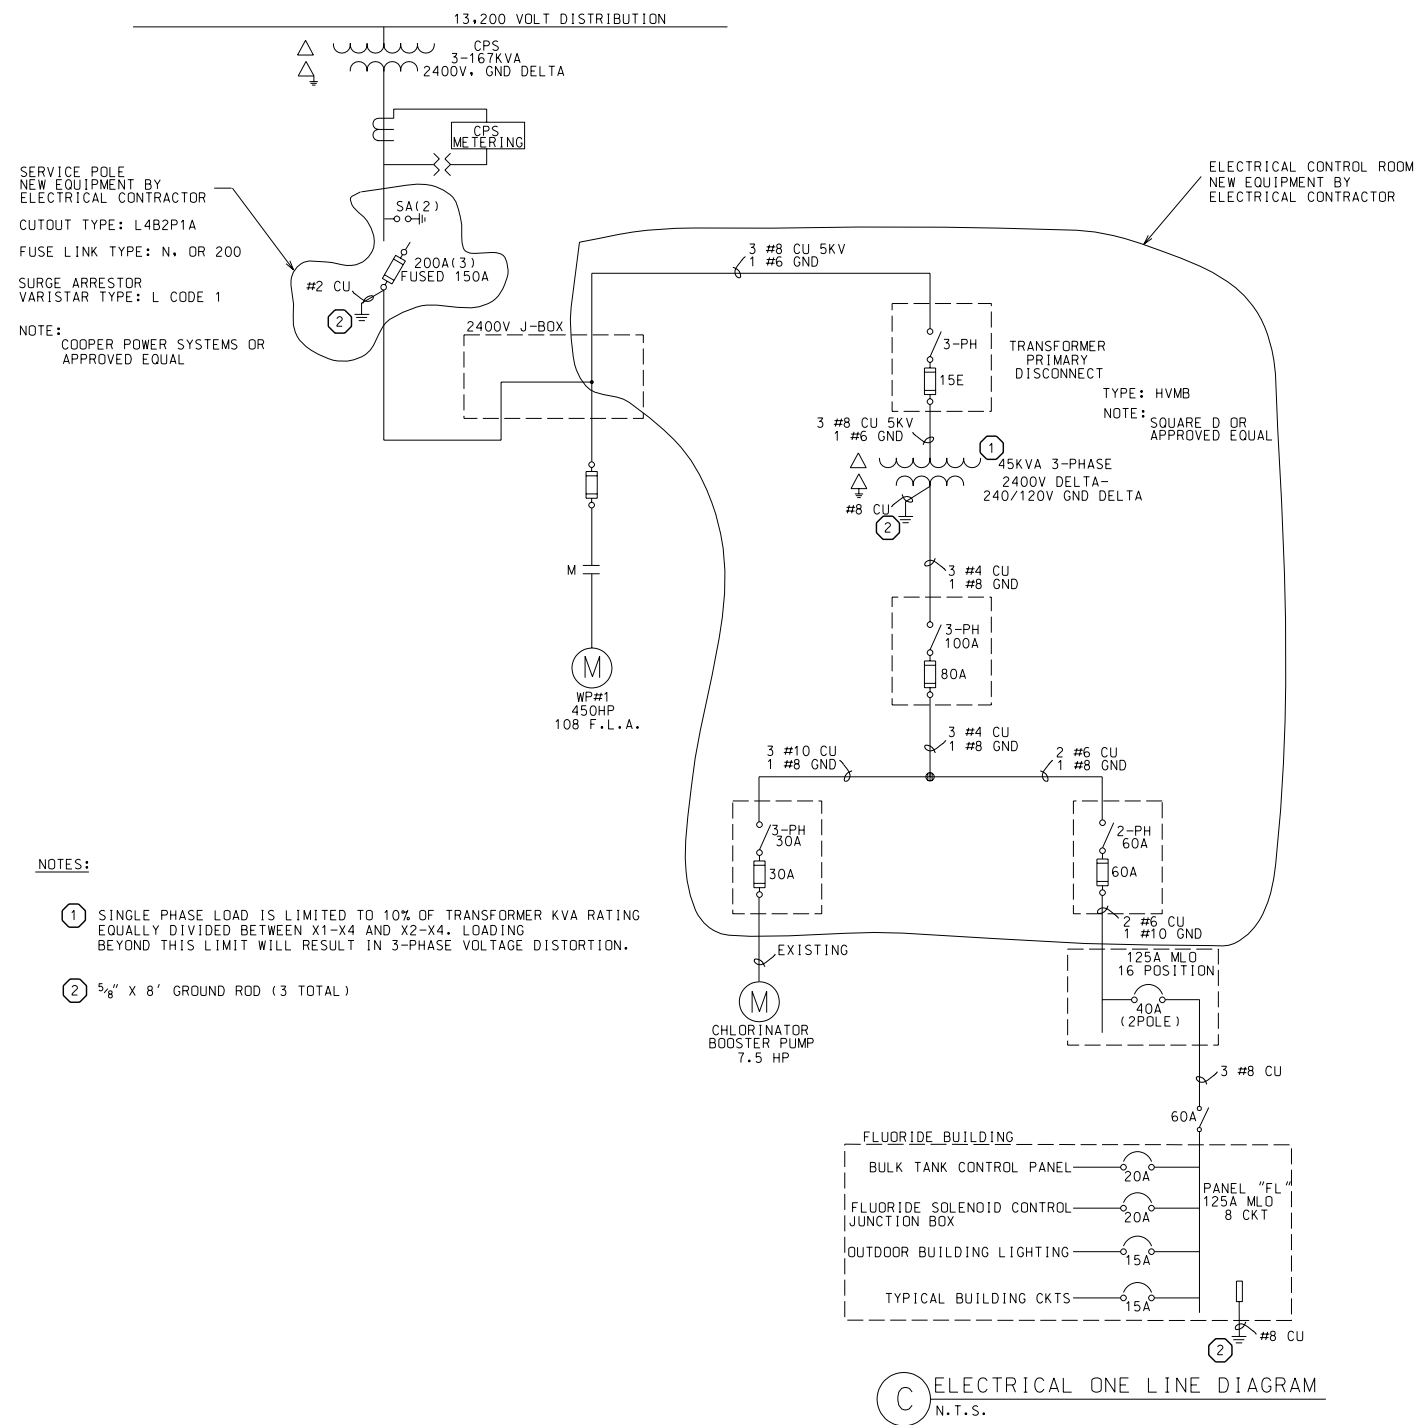 13,200 VOLT DISTRIBUTION
CPS
3-167KVA
2400V, GND DELTA
CPS
METERING
SERVICE POLE
NEW EQUIPMENT BY
ELECTRICAL CONTRACTOR
CUTOUT TYPE: L4B2P1A
FUSE LINK TYPE: N, OR 200
SURGE ARRESTOR
VARISTAR TYPE: L CODE 1
NOTE:
COOPER POWER SYSTEMS OR
APPROVED EQUAL
SA(2)
200A(3)
FUSED 150A
#2 CU
2
ELECTRICAL CONTROL ROOM
NEW EQUIPMENT BY
ELECTRICAL CONTRACTOR
3 #8 CU 5KV
1 #6 GND
2400V J-BOX
3-PH
15E
TRANSFORMER
PRIMARY
DISCONNECT
TYPE: HVMB
NOTE:
SQUARE D OR
APPROVED EQUAL
3 #8 CU 5KV
1 #6 GND
1
45KVA 3-PHASE
2400V DELTA-
240/120V GND DELTA
#8 CU
2
M
M
WP#1
450HP
108 F.L.A.
3 #4 CU
1 #8 GND
3-PH
100A
80A
3 #4 CU
1 #8 GND
3 #10 CU
1 #8 GND
2 #6 CU
1 #8 GND
3-PH
30A
30A
2-PH
60A
60A
2 #6 CU
1 #10 GND
EXISTING
M
CHLORINATOR
BOOSTER PUMP
7.5 HP
125A MLO
16 POSITION
40A
(2POLE)
3 #8 CU
60A
NOTES:
1 SINGLE PHASE LOAD IS LIMITED TO 10% OF TRANSFORMER KVA RATING
EQUALLY DIVIDED BETWEEN X1-X4 AND X2-X4. LOADING
BEYOND THIS LIMIT WILL RESULT IN 3-PHASE VOLTAGE DISTORTION.
2 5/8" X 8' GROUND ROD (3 TOTAL)
FLUORIDE BUILDING
BULK TANK CONTROL PANEL
20A
FLUORIDE SOLENOID CONTROL
JUNCTION BOX
20A
OUTDOOR BUILDING LIGHTING
15A
TYPICAL BUILDING CKTS
15A
PANEL "FL"
125A MLO
8 CKT
#8 CU
2
C ELECTRICAL ONE LINE DIAGRAM
N.T.S.